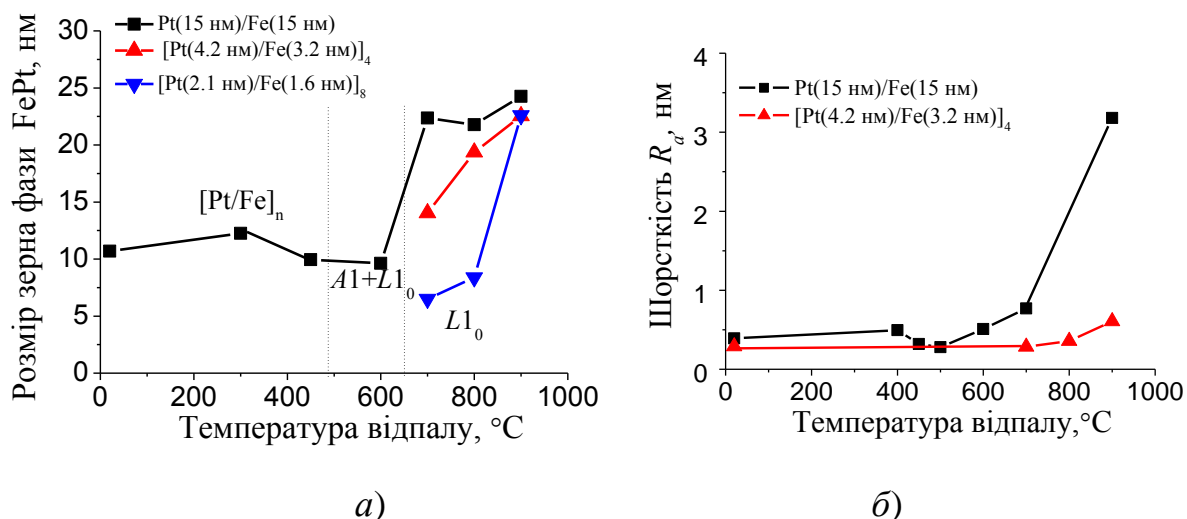 Розмір зерна фази FePt, нм
30
25
20
15
10
5
0
Pt(15 нм)/Fe(15 нм)
[Pt(4.2 нм)/Fe(3.2 нм)]4
[Pt(2.1 нм)/Fe(1.6 нм)]8
[Pt/Fe]n
A1+L10
L10
0 200 400 600 800 1000
Температура відпалу, °C
а)
Шорсткість Ra, нм
4
3
2
1
0
Pt(15 нм)/Fe(15 нм)
[Pt(4.2 нм)/Fe(3.2 нм)]4
0 200 400 600 800 1000
Температура відпалу,°C
б)